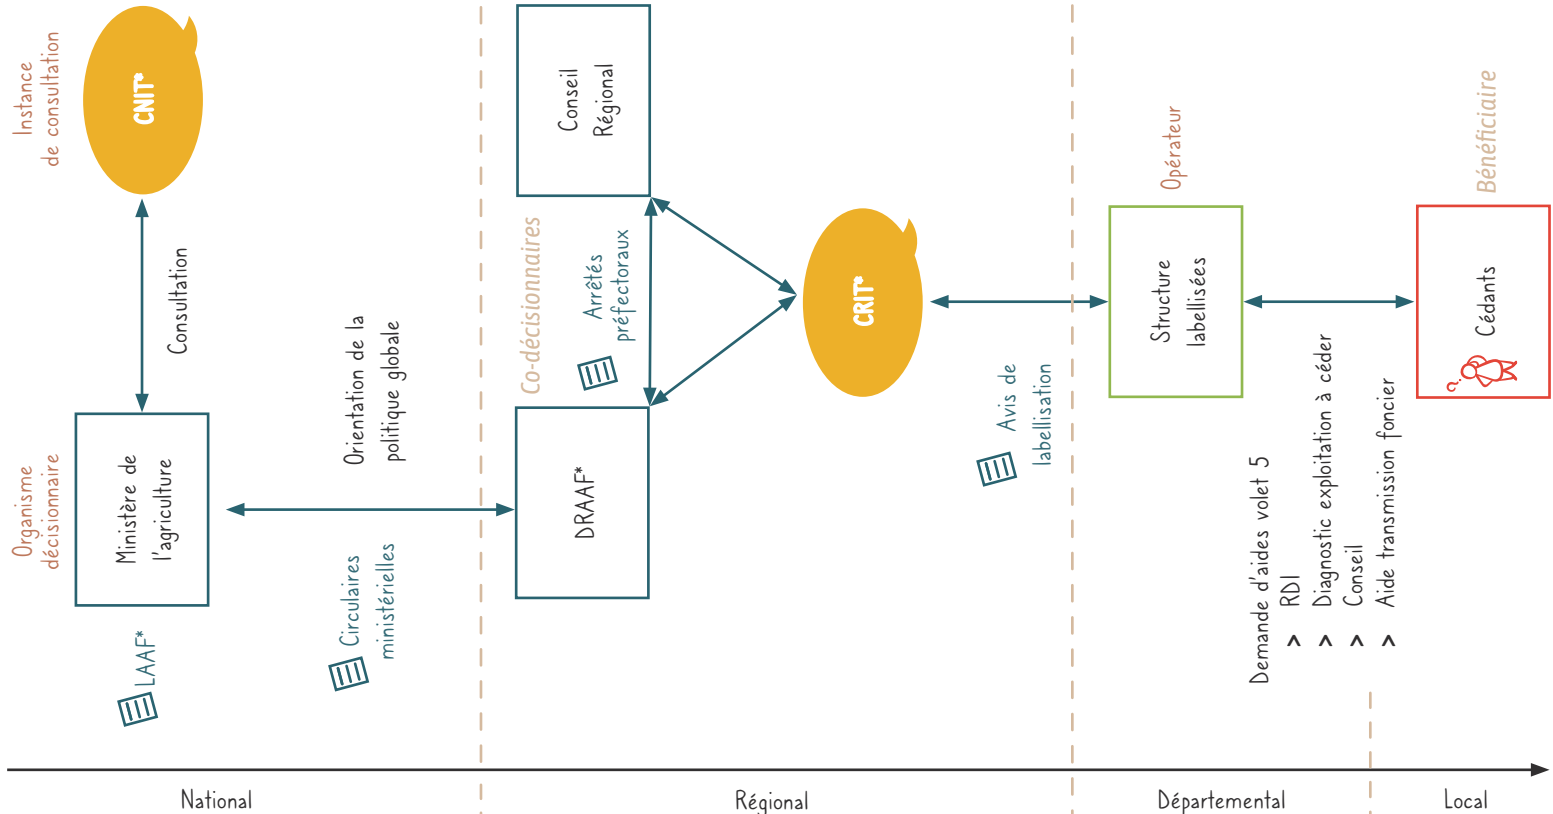 Instance
de consultation
CNIT*
Consultation
Organisme
décisionnaire
Ministère de
l'agriculture
LAAF*
Orientation de la
politique globale
Circulaires
ministérielles
Conseil
Régional
Co-décisionnaires
Arrêtés
préfectoraux
DRAAF*
CRIT*
Avis de
labellisation
Opérateur
Structure
labellisées
Demande d'aides volet 5
> RDI
> Diagnostic exploitation à céder
> Conseil
> Aide transmission foncier
Bénéficiaire
Cédants
?
National
Régional
Départemental
Local